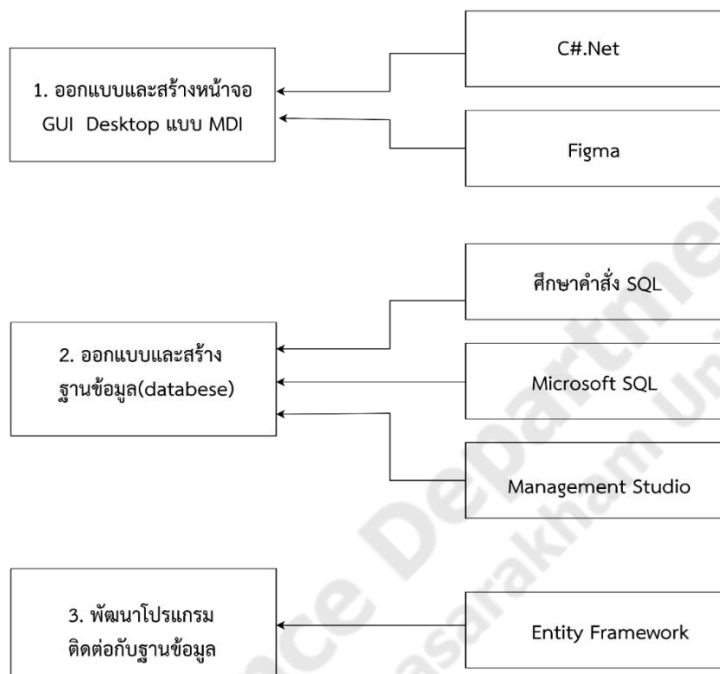 C#.Net
1. ออกแบบและสร้างหน้าจอ
GUI Desktop แบบ MDI
Figma
ศึกษาคำสั่ง SQL
2. ออกแบบและสร้าง
ฐานข้อมูล(databese)
Microsoft SQL
Management Studio
3. พัฒนาโปรแกรม
ติดต่อกับฐานข้อมูล
Entity Framework